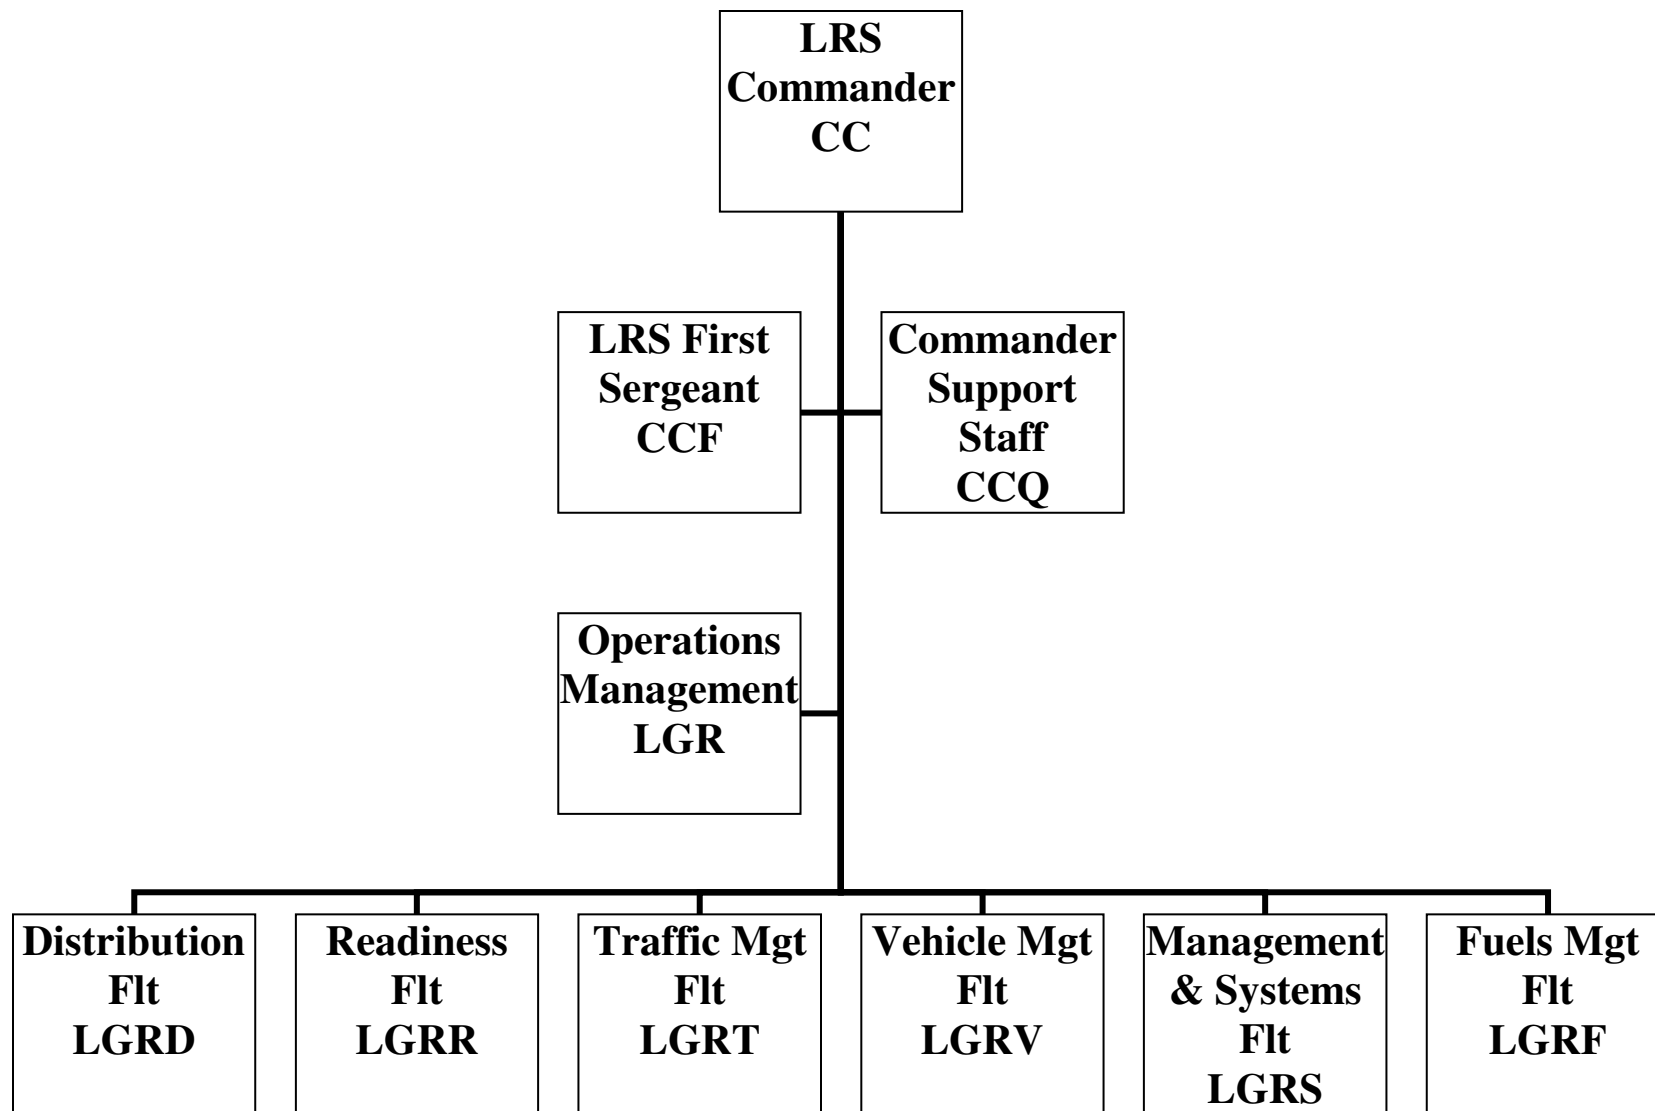 LRS
Commander
CC
LRS First
Sergeant
CCF
Commander
Support
Staff
CCQ
Operations
Management
LGR
Distribution
Flt
LGRD
Readiness
Flt
LGRR
Traffic Mgt
Flt
LGRT
Vehicle Mgt
Flt
LGRV
Management
& Systems
Flt
LGRS
Fuels Mgt
Flt
LGRF